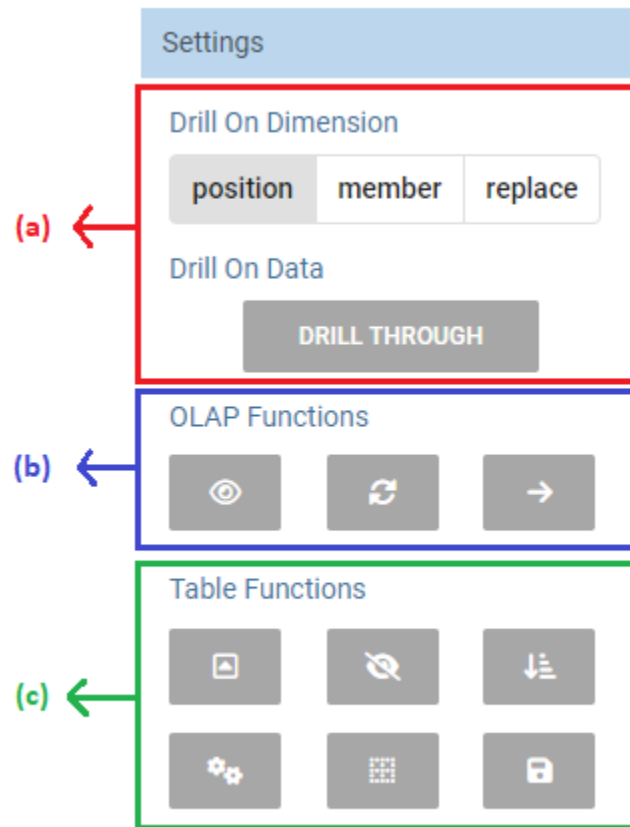 Settings
Drill On Dimension
position member replace
(a)
Drill On Data
DRILL THROUGH
OLAP Functions
(b)
Table Functions
(c)